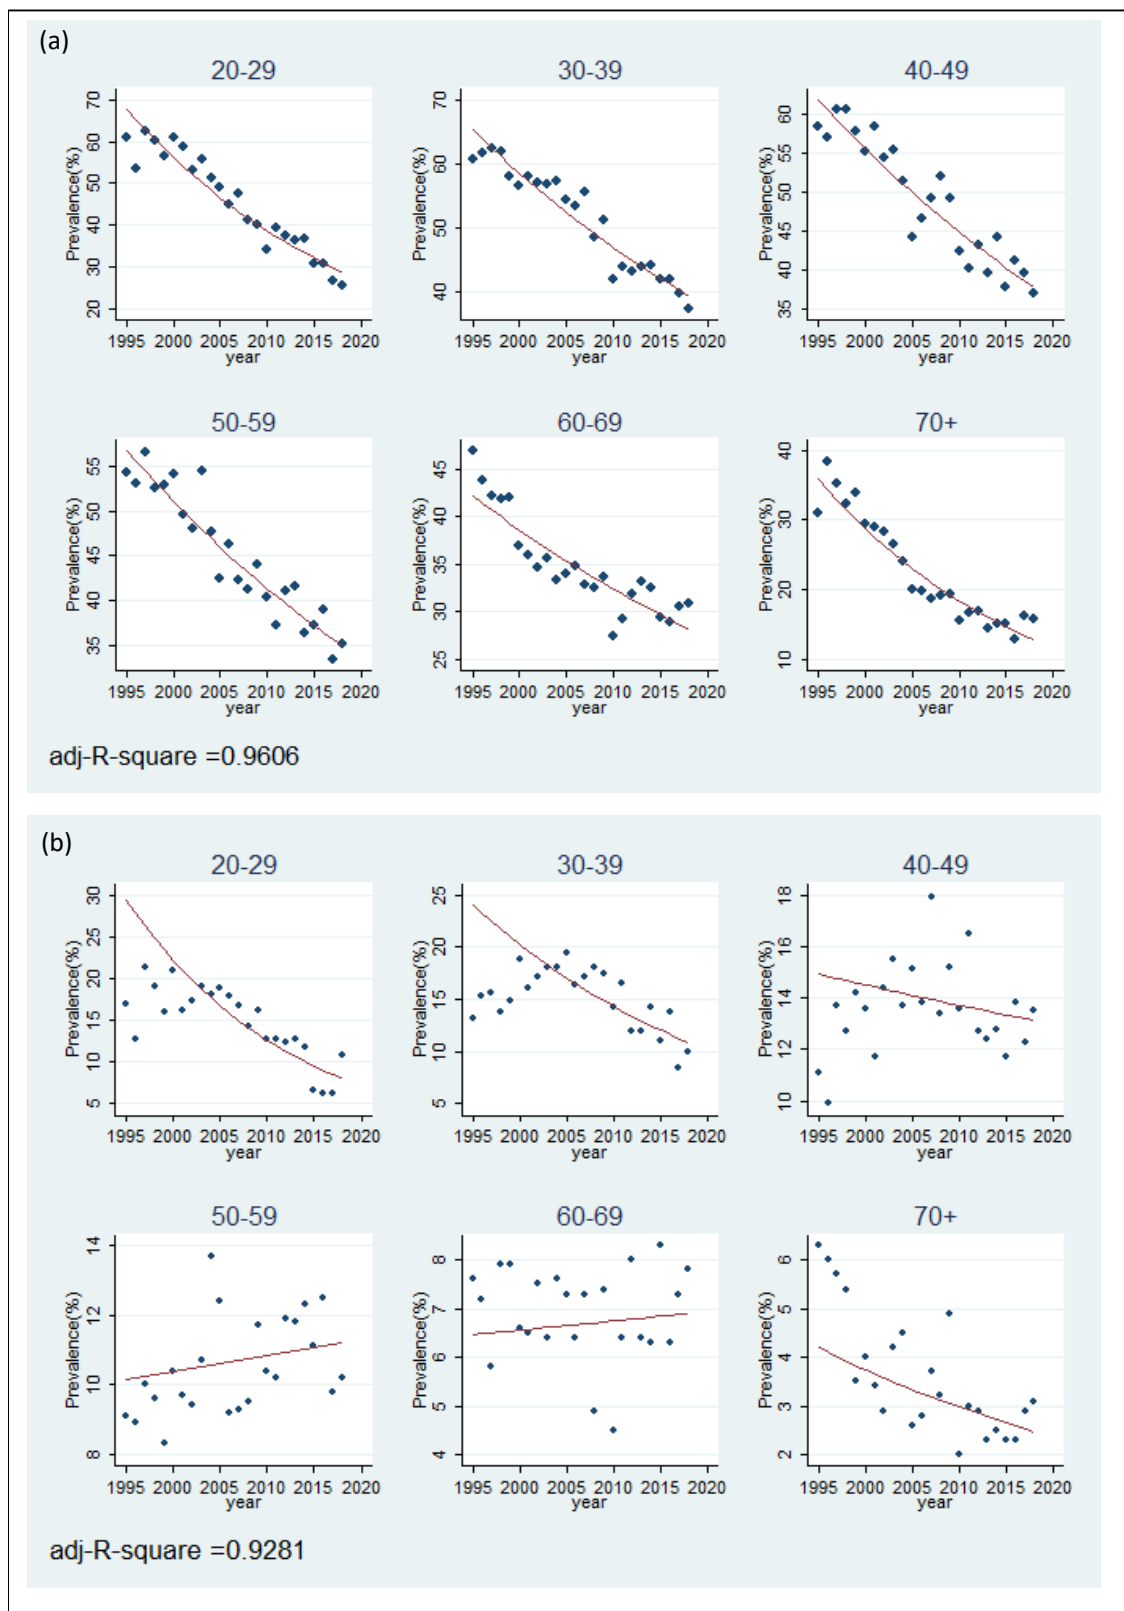 (a)
20-29 30-39 40-49
Prevalence(%) 20 30 40 50 60 70
1995 2000 2005 2010 2015 2020
year
Prevalence(%) 40 50 60 70
1995 2000 2005 2010 2015 2020
year
Prevalence(%) 35 40 45 50 55 60
1995 2000 2005 2010 2015 2020
year
50-59 60-69 70+
Prevalence(%) 35 40 45 50 55
1995 2000 2005 2010 2015 2020
year
Prevalence(%) 25 30 35 40 45
1995 2000 2005 2010 2015 2020
year
Prevalence(%) 10 20 30 40
1995 2000 2005 2010 2015 2020
year
adj-R-square =0.9606
(b)
20-29 30-39 40-49
Prevalence(%) 5 10 15 20 25 30
1995 2000 2005 2010 2015 2020
year
Prevalence(%) 5 10 15 20 25
1995 2000 2005 2010 2015 2020
year
Prevalence(%) 10 12 14 16 18
1995 2000 2005 2010 2015 2020
year
50-59 60-69 70+
Prevalence(%) 8 10 12 14
1995 2000 2005 2010 2015 2020
year
Prevalence(%) 4 5 6 7 8
1995 2000 2005 2010 2015 2020
year
Prevalence(%) 2 3 4 5 6
1995 2000 2005 2010 2015 2020
year
adj-R-square =0.9281